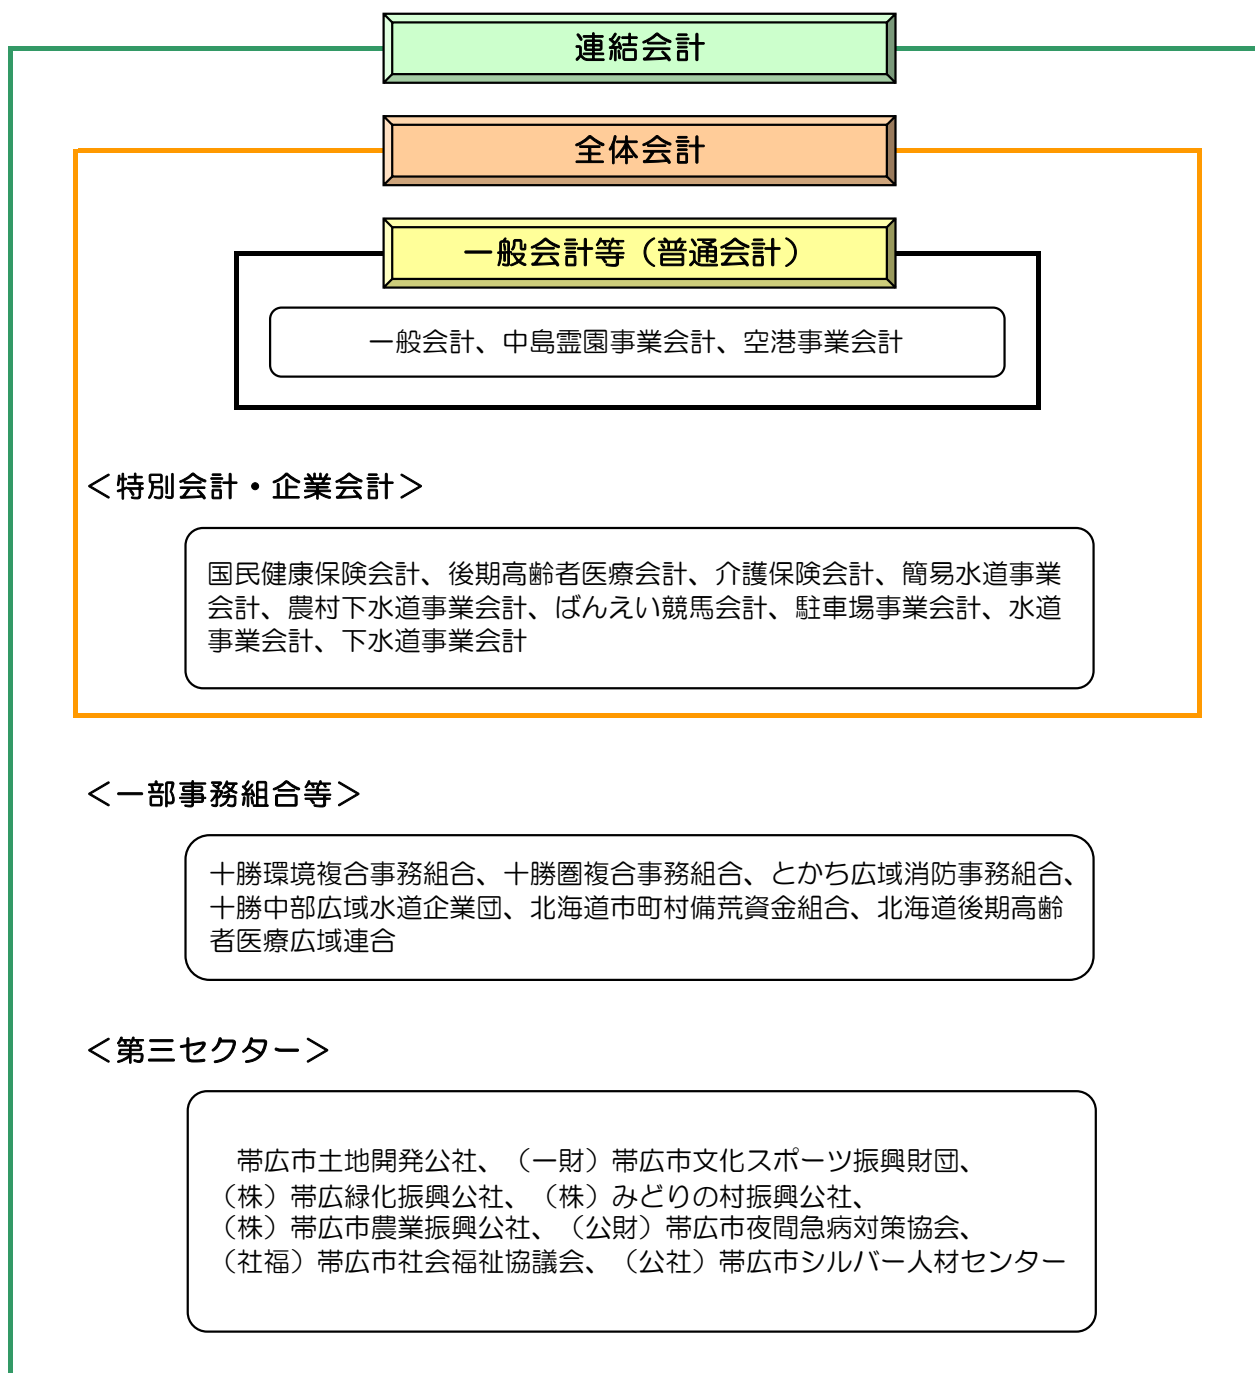 連結会計
全体会計
一般会計等（普通会計）
一般会計、中島霊園事業会計、空港事業会計
＜特別会計・企業会計＞
国民健康保険会計、後期高齢者医療会計、介護保険会計、簡易水道事業
会計、農村下水道事業会計、ばんえい競馬会計、駐車場事業会計、水道
事業会計、下水道事業会計
＜一部事務組合等＞
十勝環境複合事務組合、十勝圏複合事務組合、とかち広域消防事務組合、
十勝中部広域水道企業団、北海道市町村備荒資金組合、北海道後期高齢
者医療広域連合
＜第三セクター＞
帯広市土地開発公社、（一財）帯広市文化スポーツ振興財団、
（株）帯広緑化振興公社、（株）みどりの村振興公社、
（株）帯広市農業振興公社、（公財）帯広市夜間急病対策協会、
（社福）帯広市社会福祉協議会、（公社）帯広市シルバー人材センター